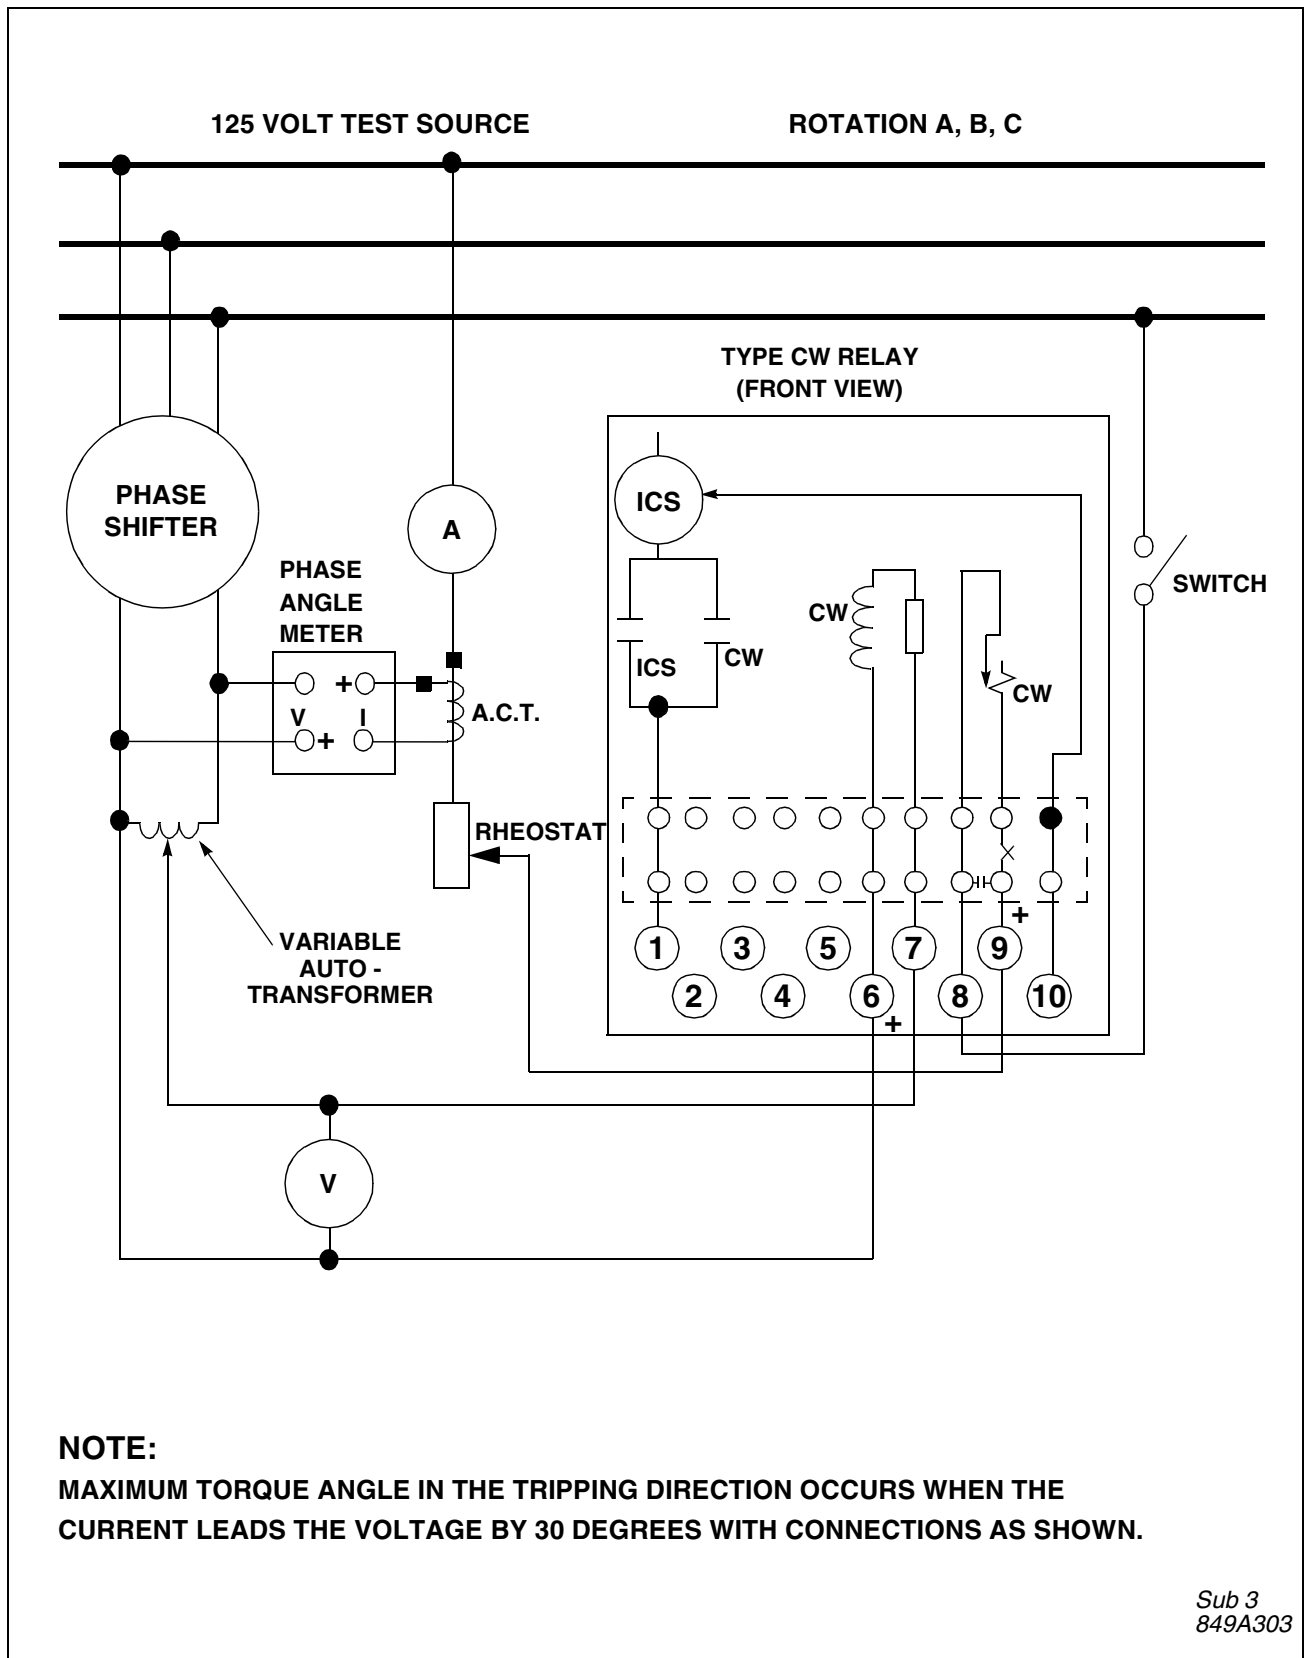 125 VOLT TEST SOURCE
ROTATION A, B, C
TYPE CW RELAY
(FRONT VIEW)
PHASE
SHIFTER
A
ICS
PHASE
ANGLE
METER
SWITCH
CW
ICS
CW
CW
+
V
I
+
A.C.T.
RHEOSTAT
+
1
3
5
7
9
2
4
6
8
10
+
VARIABLE
AUTO -
TRANSFORMER
V
NOTE:
MAXIMUM TORQUE ANGLE IN THE TRIPPING DIRECTION OCCURS WHEN THE
CURRENT LEADS THE VOLTAGE BY 30 DEGREES WITH CONNECTIONS AS SHOWN.
Sub 3
849A303